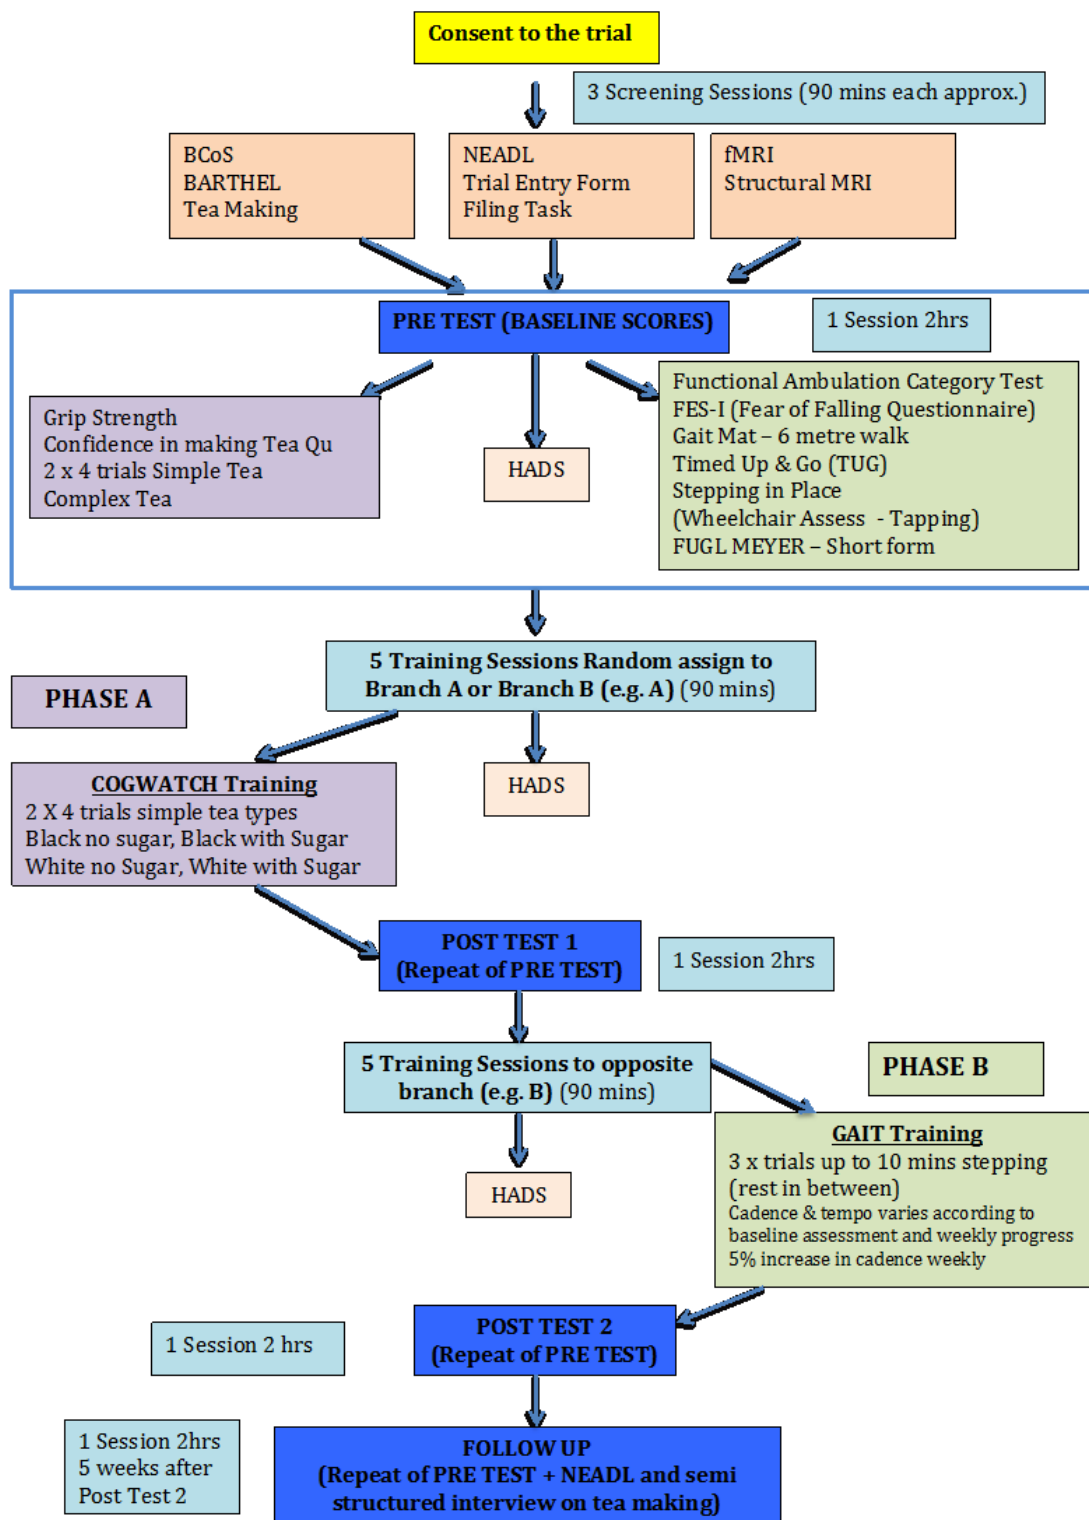 Consent to the trial
3 Screening Sessions (90 mins each approx.)
BCoS
BARTHEL
Tea Making
NEADL
Trial Entry Form
Filing Task
fMRI
Structural MRI
PRE TEST (BASELINE SCORES)
1 Session 2hrs
Grip Strength
Confidence in making Tea Qu
2 x 4 trials Simple Tea
Complex Tea
HADS
Functional Ambulation Category Test
FES-I (Fear of Falling Questionnaire)
Gait Mat – 6 metre walk
Timed Up & Go (TUG)
Stepping in Place
(Wheelchair Assess - Tapping)
FUGL MEYER – Short form
5 Training Sessions Random assign to
Branch A or Branch B (e.g. A) (90 mins)
PHASE A
COGWATCH Training
2 X 4 trials simple tea types
Black no sugar, Black with Sugar
White no Sugar, White with Sugar
HADS
POST TEST 1
(Repeat of PRE TEST)
1 Session 2hrs
5 Training Sessions to opposite
branch (e.g. B) (90 mins)
PHASE B
HADS
GAIT Training
3 x trials up to 10 mins stepping
(rest in between)
Cadence & tempo varies according to
baseline assessment and weekly progress
5% increase in cadence weekly
POST TEST 2
(Repeat of PRE TEST)
1 Session 2 hrs
1 Session 2hrs
5 weeks after
Post Test 2
FOLLOW UP
(Repeat of PRE TEST + NEADL and semi
structured interview on tea making)